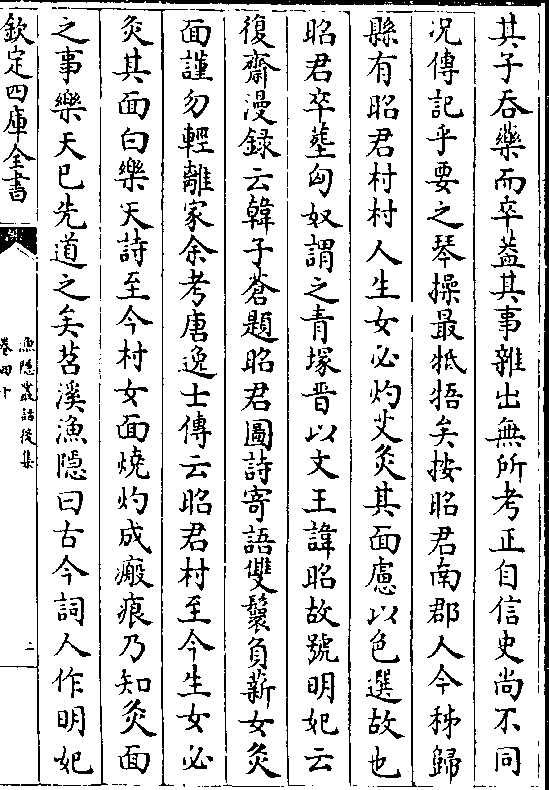 其子吞藥而卒葢其事雜出無所考正自信史尚不同
况傳記乎要之琴操最牴牾矣按昭君南郡人今秭歸
縣有昭君村村人生女必灼艾灸其面慮以色選故也
昭君卒塟匈奴謂之青塚晋以文王諱昭故號明妃云
復齋漫録云韓子蒼題昭君圖詩寄語雙鬟負薪女灸
面謹勿輕離家余考唐逸士傳云昭君村至今生女必
灸其面白樂天詩至今村女面燒灼成瘢痕乃知灸面
之事樂天已先道之矣苕溪漁隠曰古今詞人作明妃
欽定四庫全書
漁隠叢話後集
卷四十
二